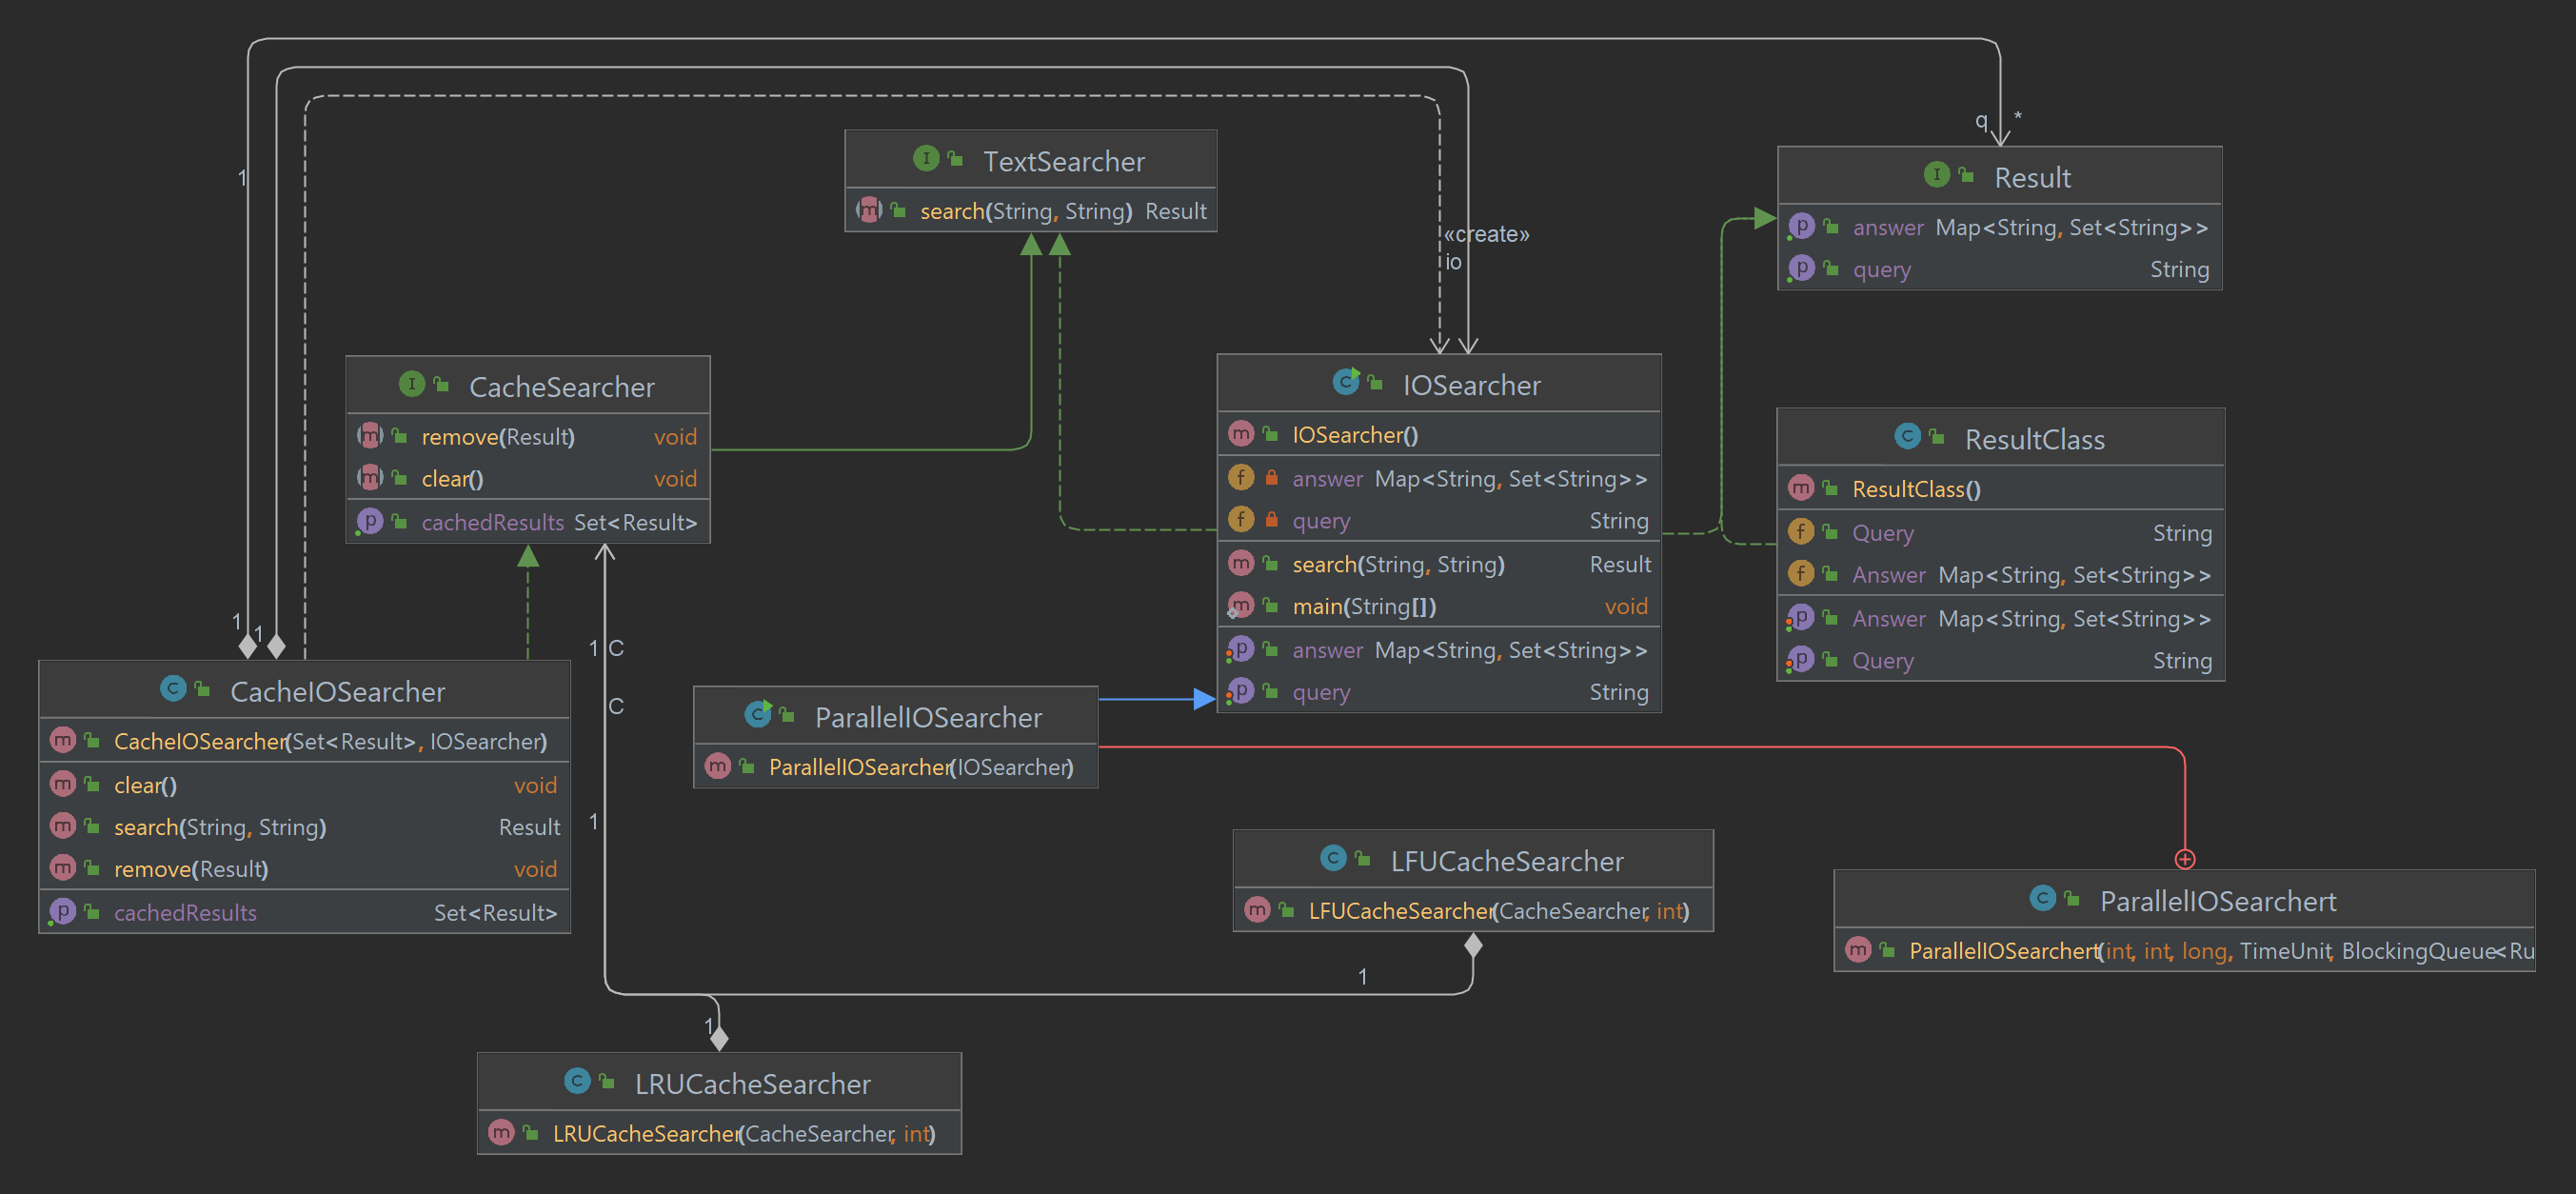 q *
1
TextSearcher
search(String, String) Result
Result
answer Map<String, Set<String>>
query String
«create»
io
CacheSearcher
remove(Result) void
clear() void
cachedResults Set<Result>
IOSearcher
IOSearcher()
answer Map<String, Set<String>>
query String
search(String, String) Result
main(String[]) void
answer Map<String, Set<String>>
query String
ResultClass
ResultClass()
Query String
Answer Map<String, Set<String>>
Answer Map<String, Set<String>>
Query String
1 1
1 C
C
1
CacheIOSearcher
CacheIOSearcher(Set<Result>, IOSearcher)
clear() void
search(String, String) Result
remove(Result) void
cachedResults Set<Result>
ParallelIOSearcher
ParallelIOSearcher(IOSearcher)
LFUCacheSearcher
LFUCacheSearcher(CacheSearcher, int)
ParallelIOSearchert
ParallelIOSearchert(int, int, long, TimeUnit, BlockingQueue<Ru
1
1
LRUCacheSearcher
LRUCacheSearcher(CacheSearcher, int)